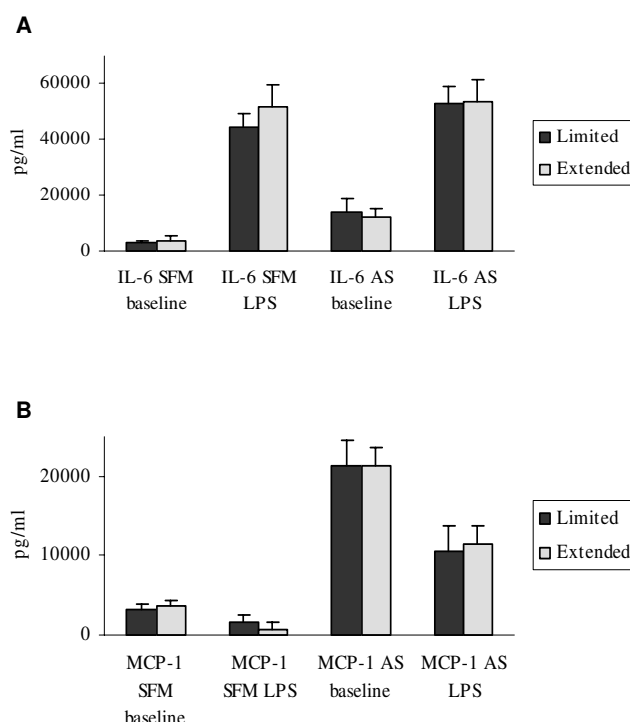 A
60000
40000
20000
0
pg/ml
IL-6 SFM
baseline
IL-6 SFM
LPS
IL-6 AS
baseline
IL-6 AS
LPS
Limited
Extended
B
20000
10000
0
pg/ml
MCP-1
SFM
baseline
MCP-1
SFM LPS
MCP-1 AS
baseline
MCP-1 AS
LPS
Limited
Extended